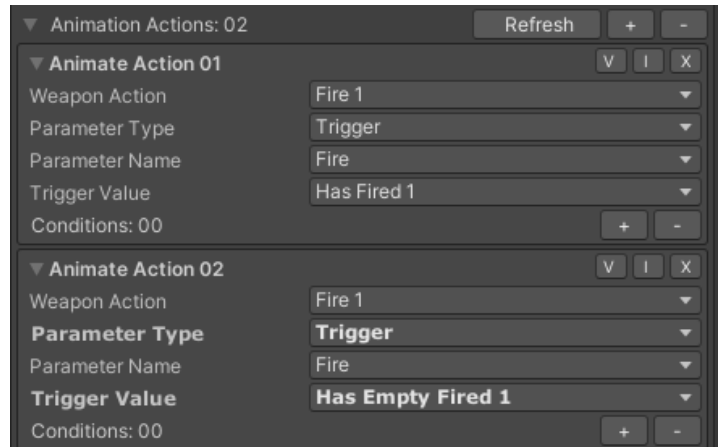 Animation Actions: 02 Refresh + -
Animate Action 01 V I X
Weapon Action Fire 1
Parameter Type Trigger
Parameter Name Fire
Trigger Value Has Fired 1
Conditions: 00 + -
Animate Action 02 V I X
Weapon Action Fire 1
Parameter Type Trigger
Parameter Name Fire
Trigger Value Has Empty Fired 1
Conditions: 00 + -